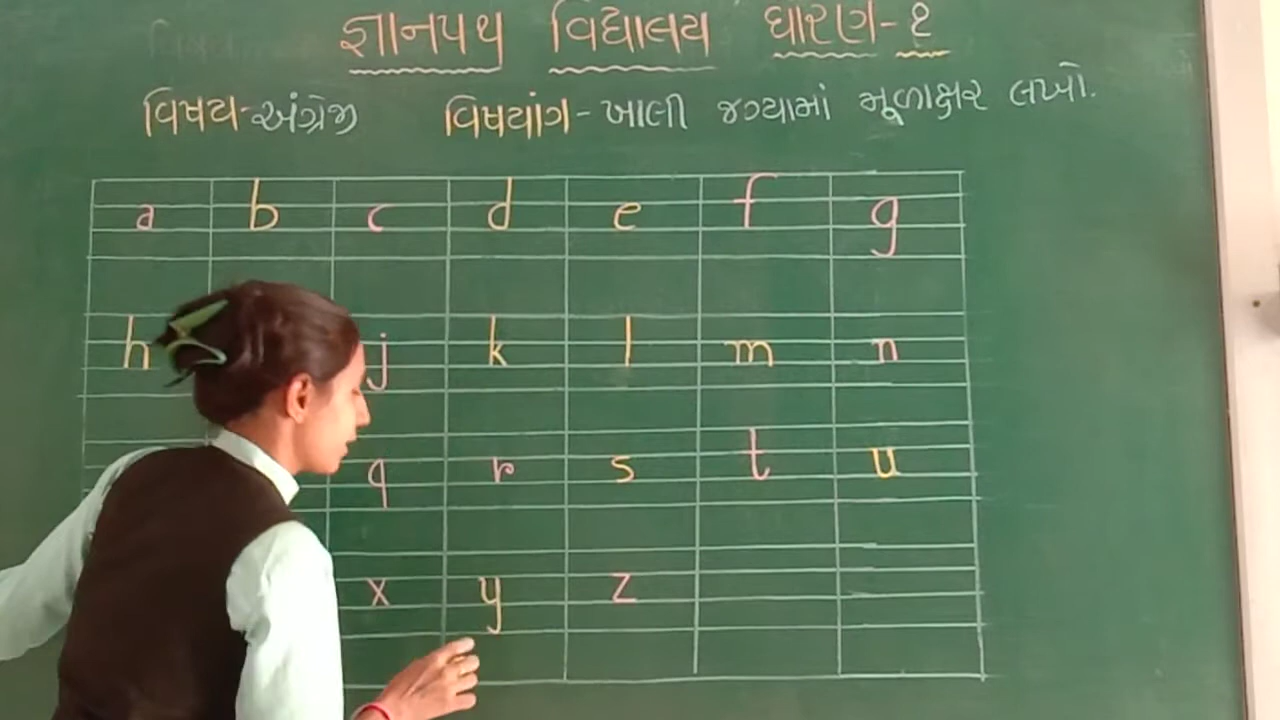 જ્ઞાનપથ વિદ્યાલય ધોરણ-૧
વિષય-અંગ્રેજી વિષયાંગ-ખાલી જગ્યામાં મૂળાક્ષર લખો.
a b c d e f g
h j k l m n
q r s t u
x y z